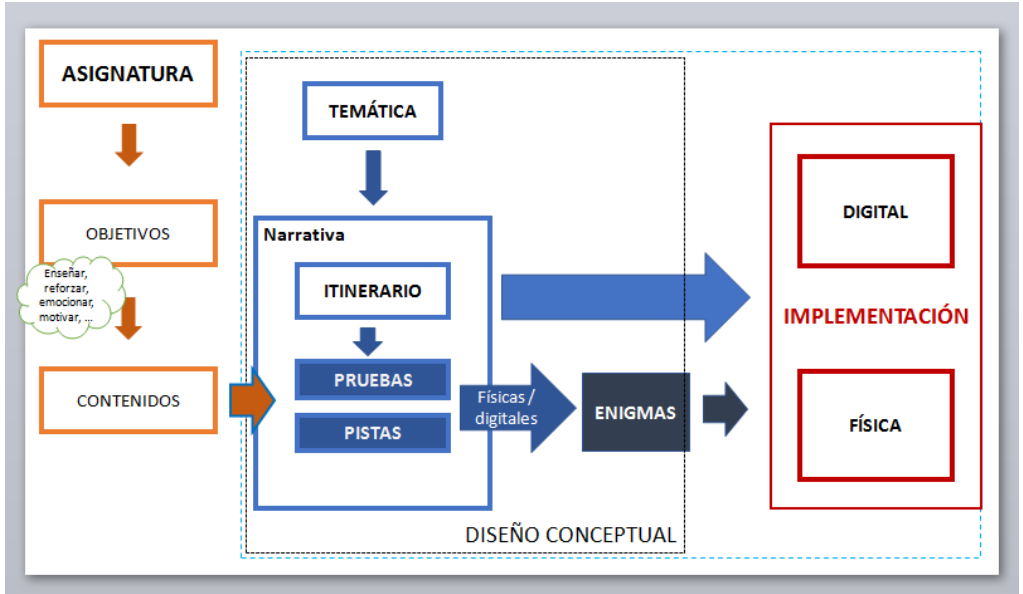 ASIGNATURA
OBJETIVOS
Enseñar,
reforzar,
emocionar,
motivar, ...
CONTENIDOS
TEMÁTICA
Narrativa
ITINERARIO
PRUEBAS
PISTAS
Físicas /
digitales
ENIGMAS
DISEÑO CONCEPTUAL
DIGITAL
IMPLEMENTACIÓN
FÍSICA